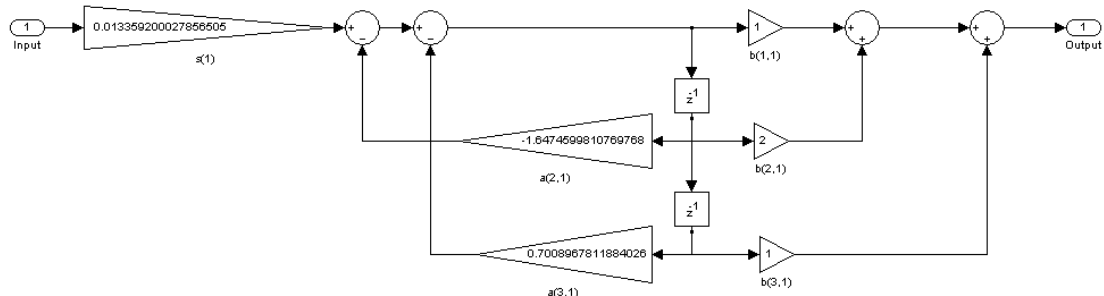 1
Input
0.013359200027856505
s(1)
+
−
+
−
1
b(1,1)
+
+
+
+
1
Output
z-1
-1.6474599810769768
a(2,1)
2
b(2,1)
z-1
0.7008967811884026
a(3,1)
1
b(3,1)